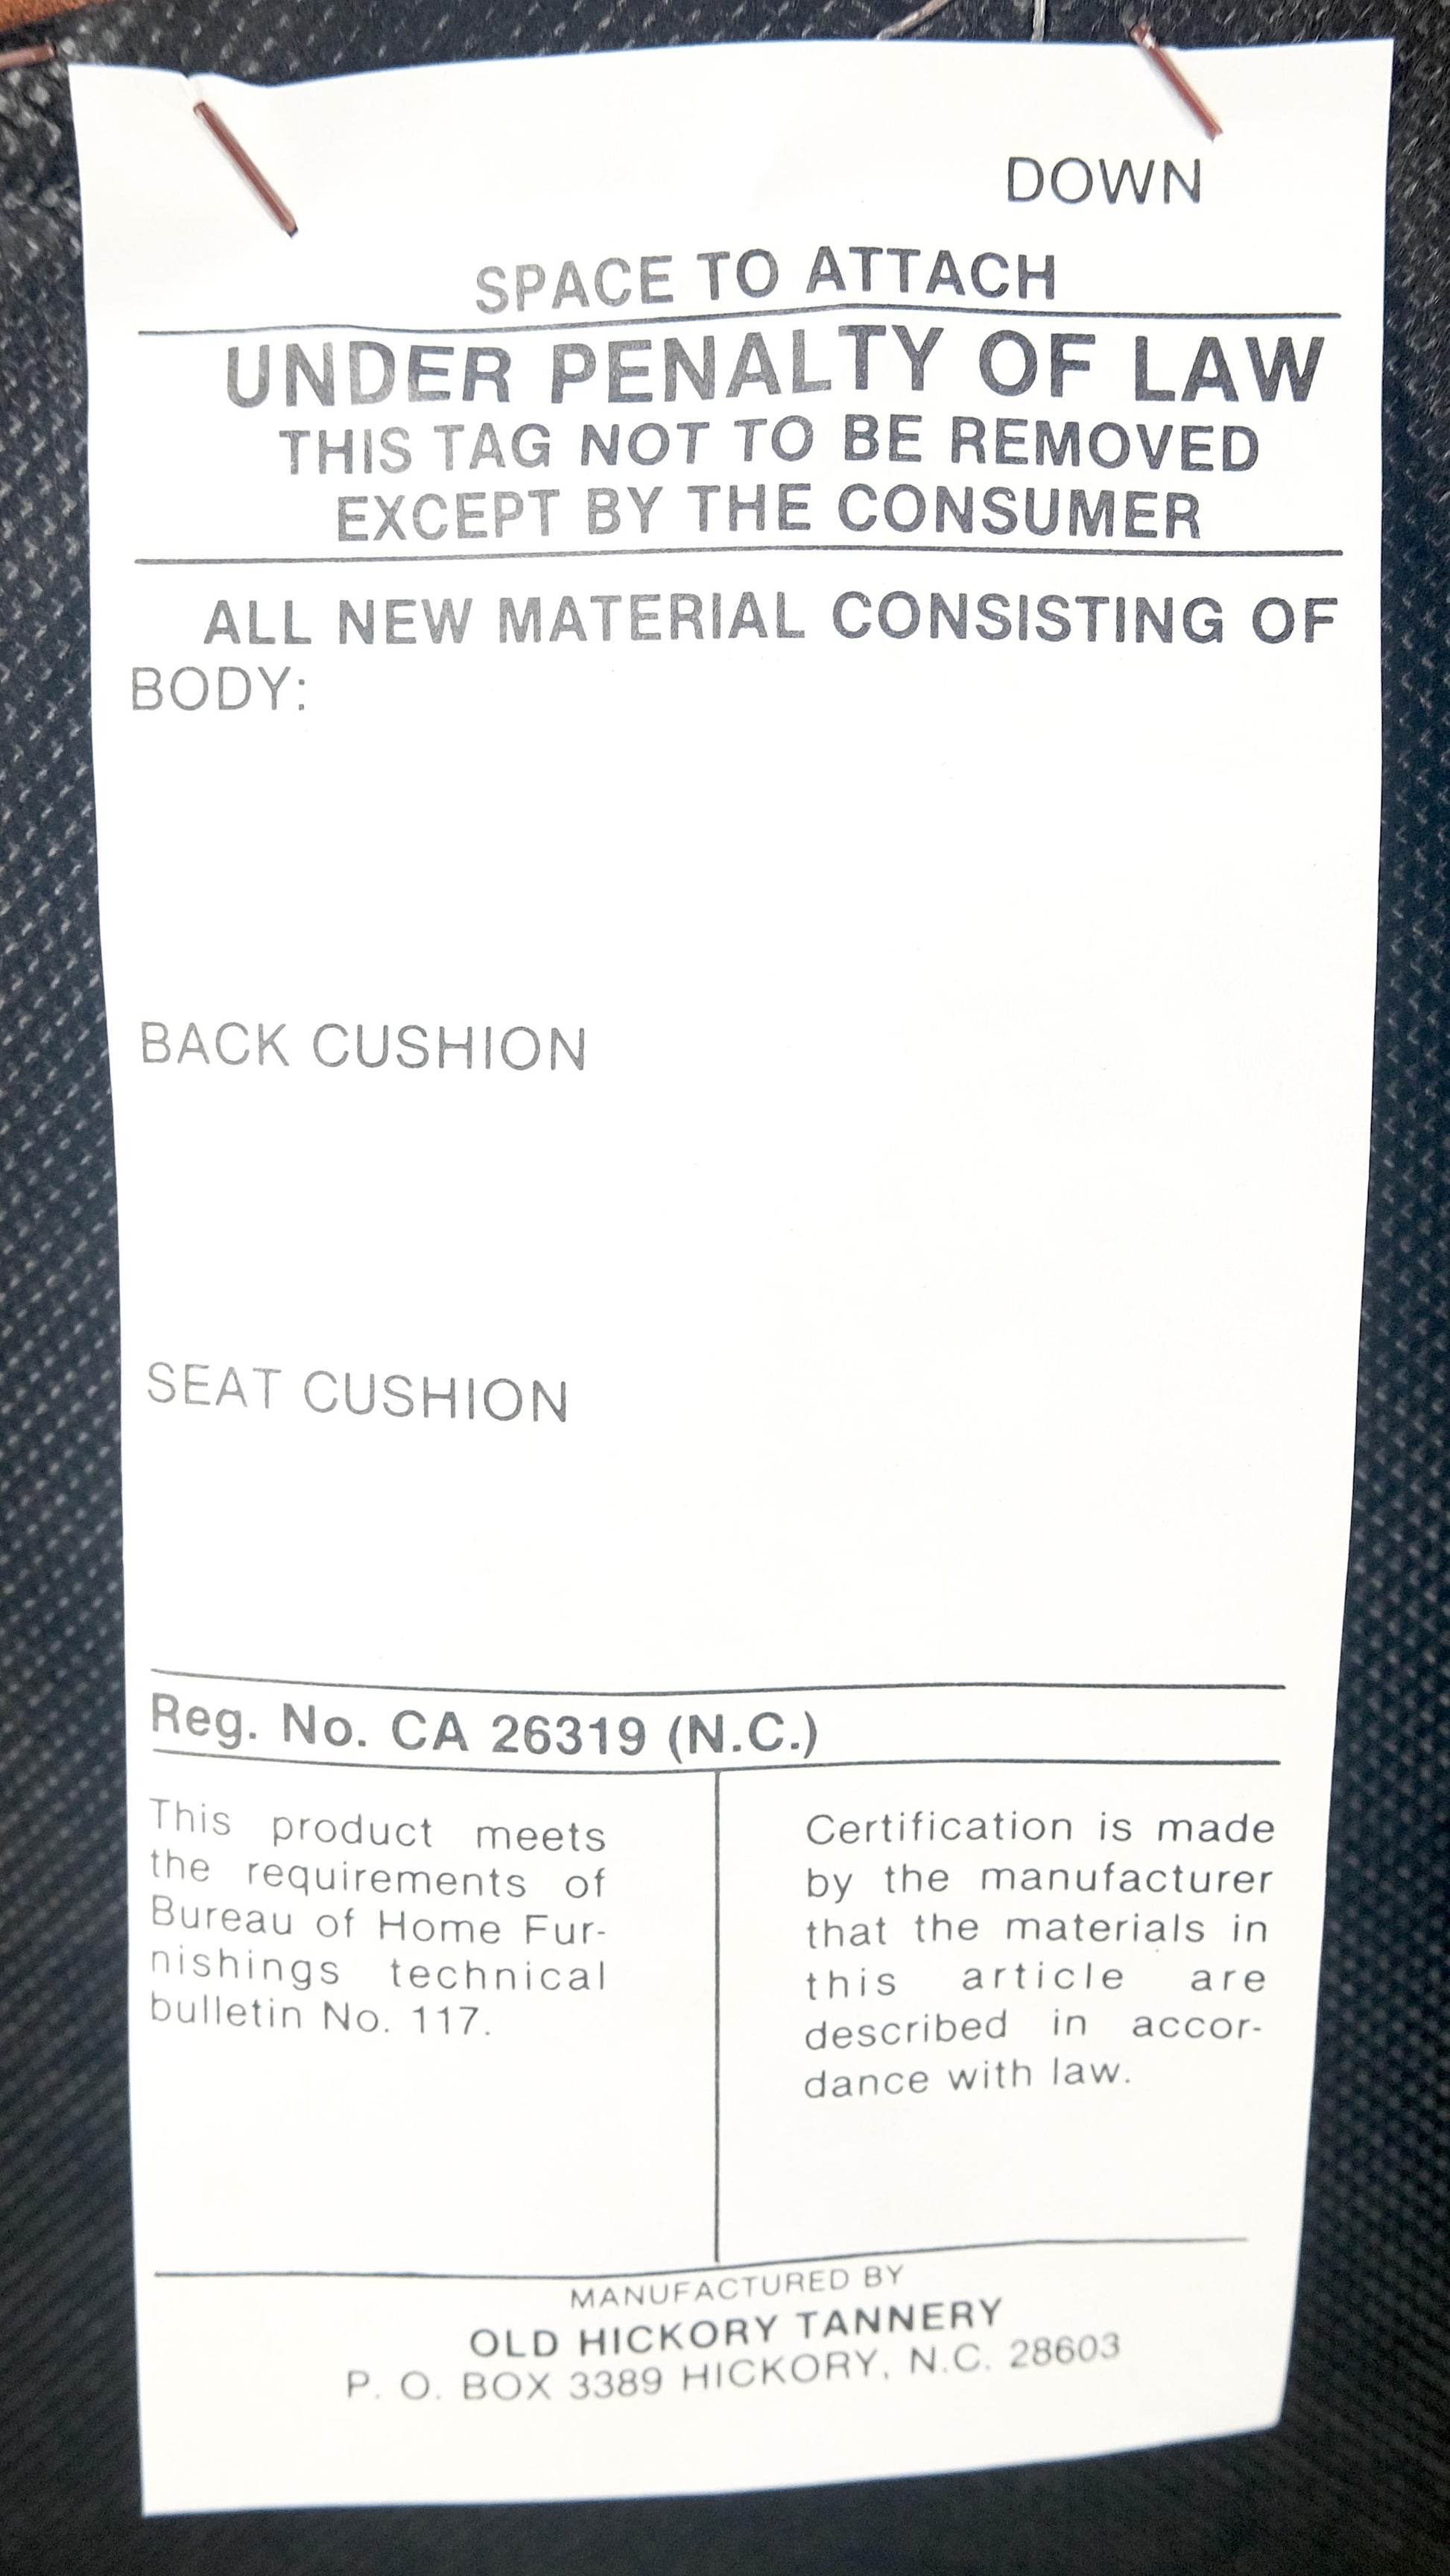 DOWN
SPACE TO ATTACH
UNDER PENALTY OF LAW
THIS TAG NOT TO BE REMOVED
EXCEPT BY THE CONSUMER
ALL NEW MATERIAL CONSISTING OF
BODY:
BACK CUSHION
SEAT CUSHION
Reg. No. CA 26319 (N.C.)
This product meets
the requirements of
Bureau of Home Fur-
nishings technical
bulletin No. 117.
Certification is made
by the manufacturer
that the materials in
this article are
described in accor-
dance with law.
MANUFACTURED BY
OLD HICKORY TANNERY
P. O. BOX 3389 HICKORY, N.C. 28603